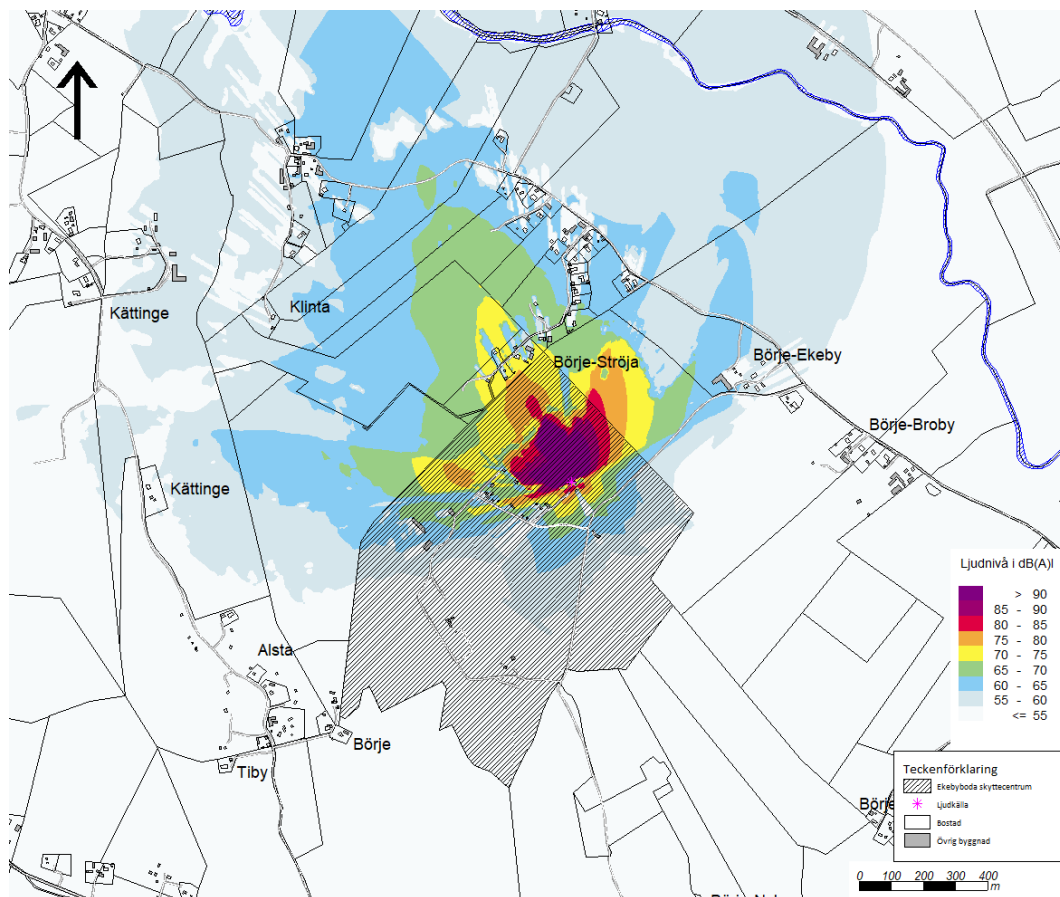 Klinta
Kättinge
Börje-Ströja
Börje-Ekeby
Börje-Broby
Kättinge
Alsta
Börje
Tiby
Ljudnivå i dB(A)I
> 90
85 - 90
80 - 85
75 - 80
70 - 75
65 - 70
60 - 65
55 - 60
<= 55
Teckenförklaring
Ekebyboda skyttecentrum
Ljudkälla
Bostad
Övrig byggnad
Börje
0 100 200 300 400
m